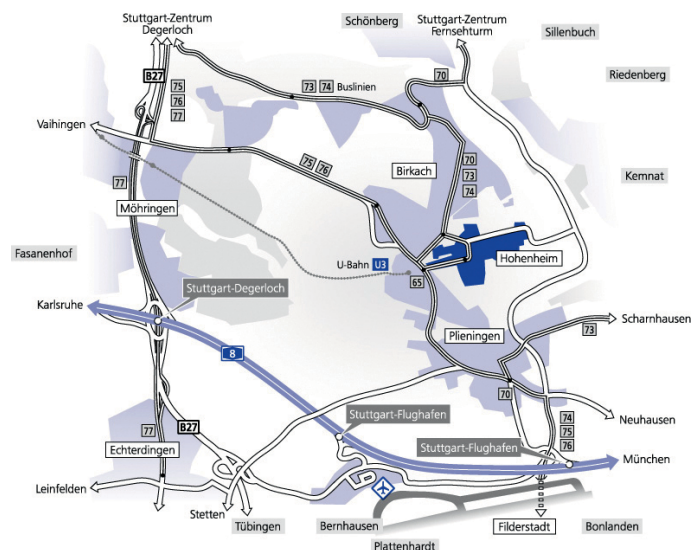 Stuttgart-Zentrum
Degerloch
Schönberg
Stuttgart-Zentrum
Fernsehturm
Sillenbuch
Riedenberg
B27
75
76
77
73 74
Buslinien
70
Vaihingen
75 76
Birkach
70
73
74
Kemnat
77
Möhringen
Fasanenhof
U-Bahn U3
Hohenheim
65
Stuttgart-Degerloch
Karlsruhe
Scharnhausen
73
Plieningen
8
70
Neuhausen
74
75
76
Stuttgart-Flughafen
B27
77
Echterdingen
Stuttgart-Flughafen
München
Leinfelden
Stetten
Tübingen
Bernhausen
Filderstadt
Bonlanden
Plattenhardt